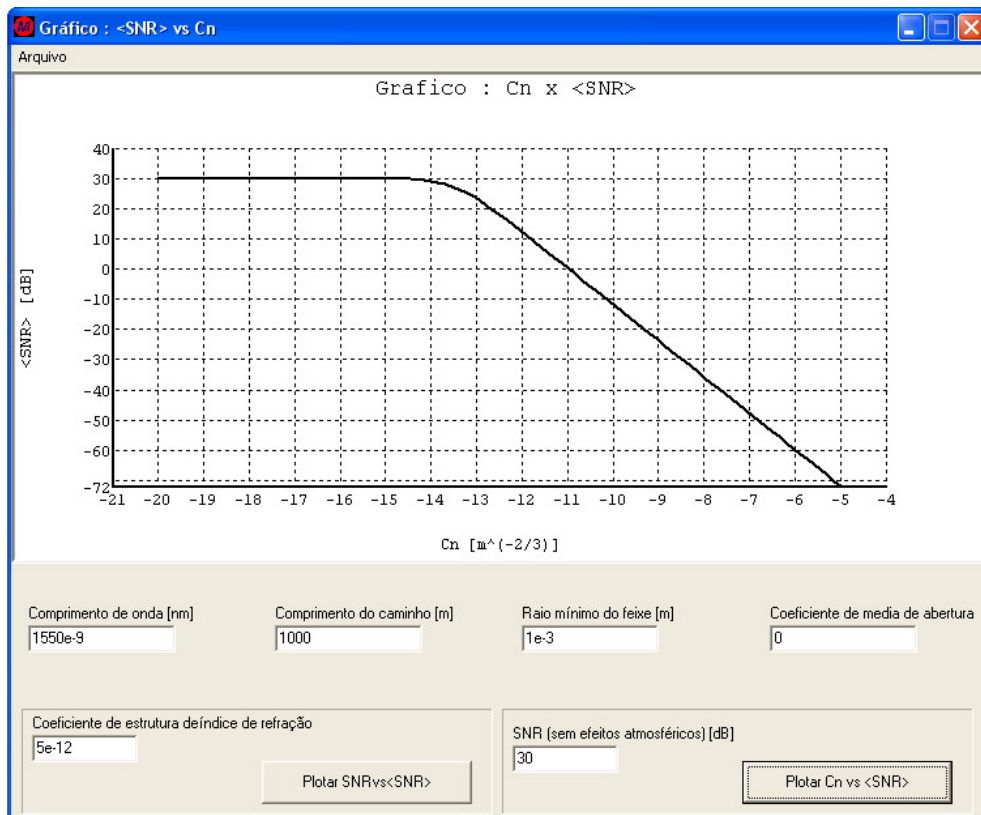 Gráfico : <SNR> vs Cn
Arquivo
Grafico : Cn x <SNR>
40
30
20
10
0
-10
-20
-30
-40
-50
-60
-72
<SNR> [dB]
-21 -20 -19 -18 -17 -16 -15 -14 -13 -12 -11 -10 -9 -8 -7 -6 -5 -4
Cn [m^(-2/3)]
Comprimento de onda [nm] Comprimento do caminho [m] Raio mínimo do feixe [m] Coeficiente de media de abertura
1550e-9 1000 1e-3 0
Coeficiente de estrutura deíndice de refração
5e-12
Plotar SNRvs<SNR>
SNR (sem efeitos atmosféricos) [dB]
30
Plotar Cn vs <SNR>